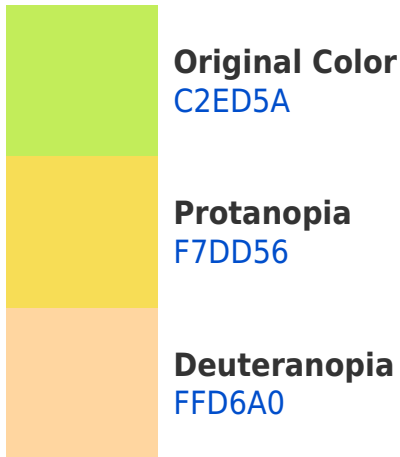 Original Color
C2ED5A
Protanopia
F7DD56
Deuteranopia
FFD6A0